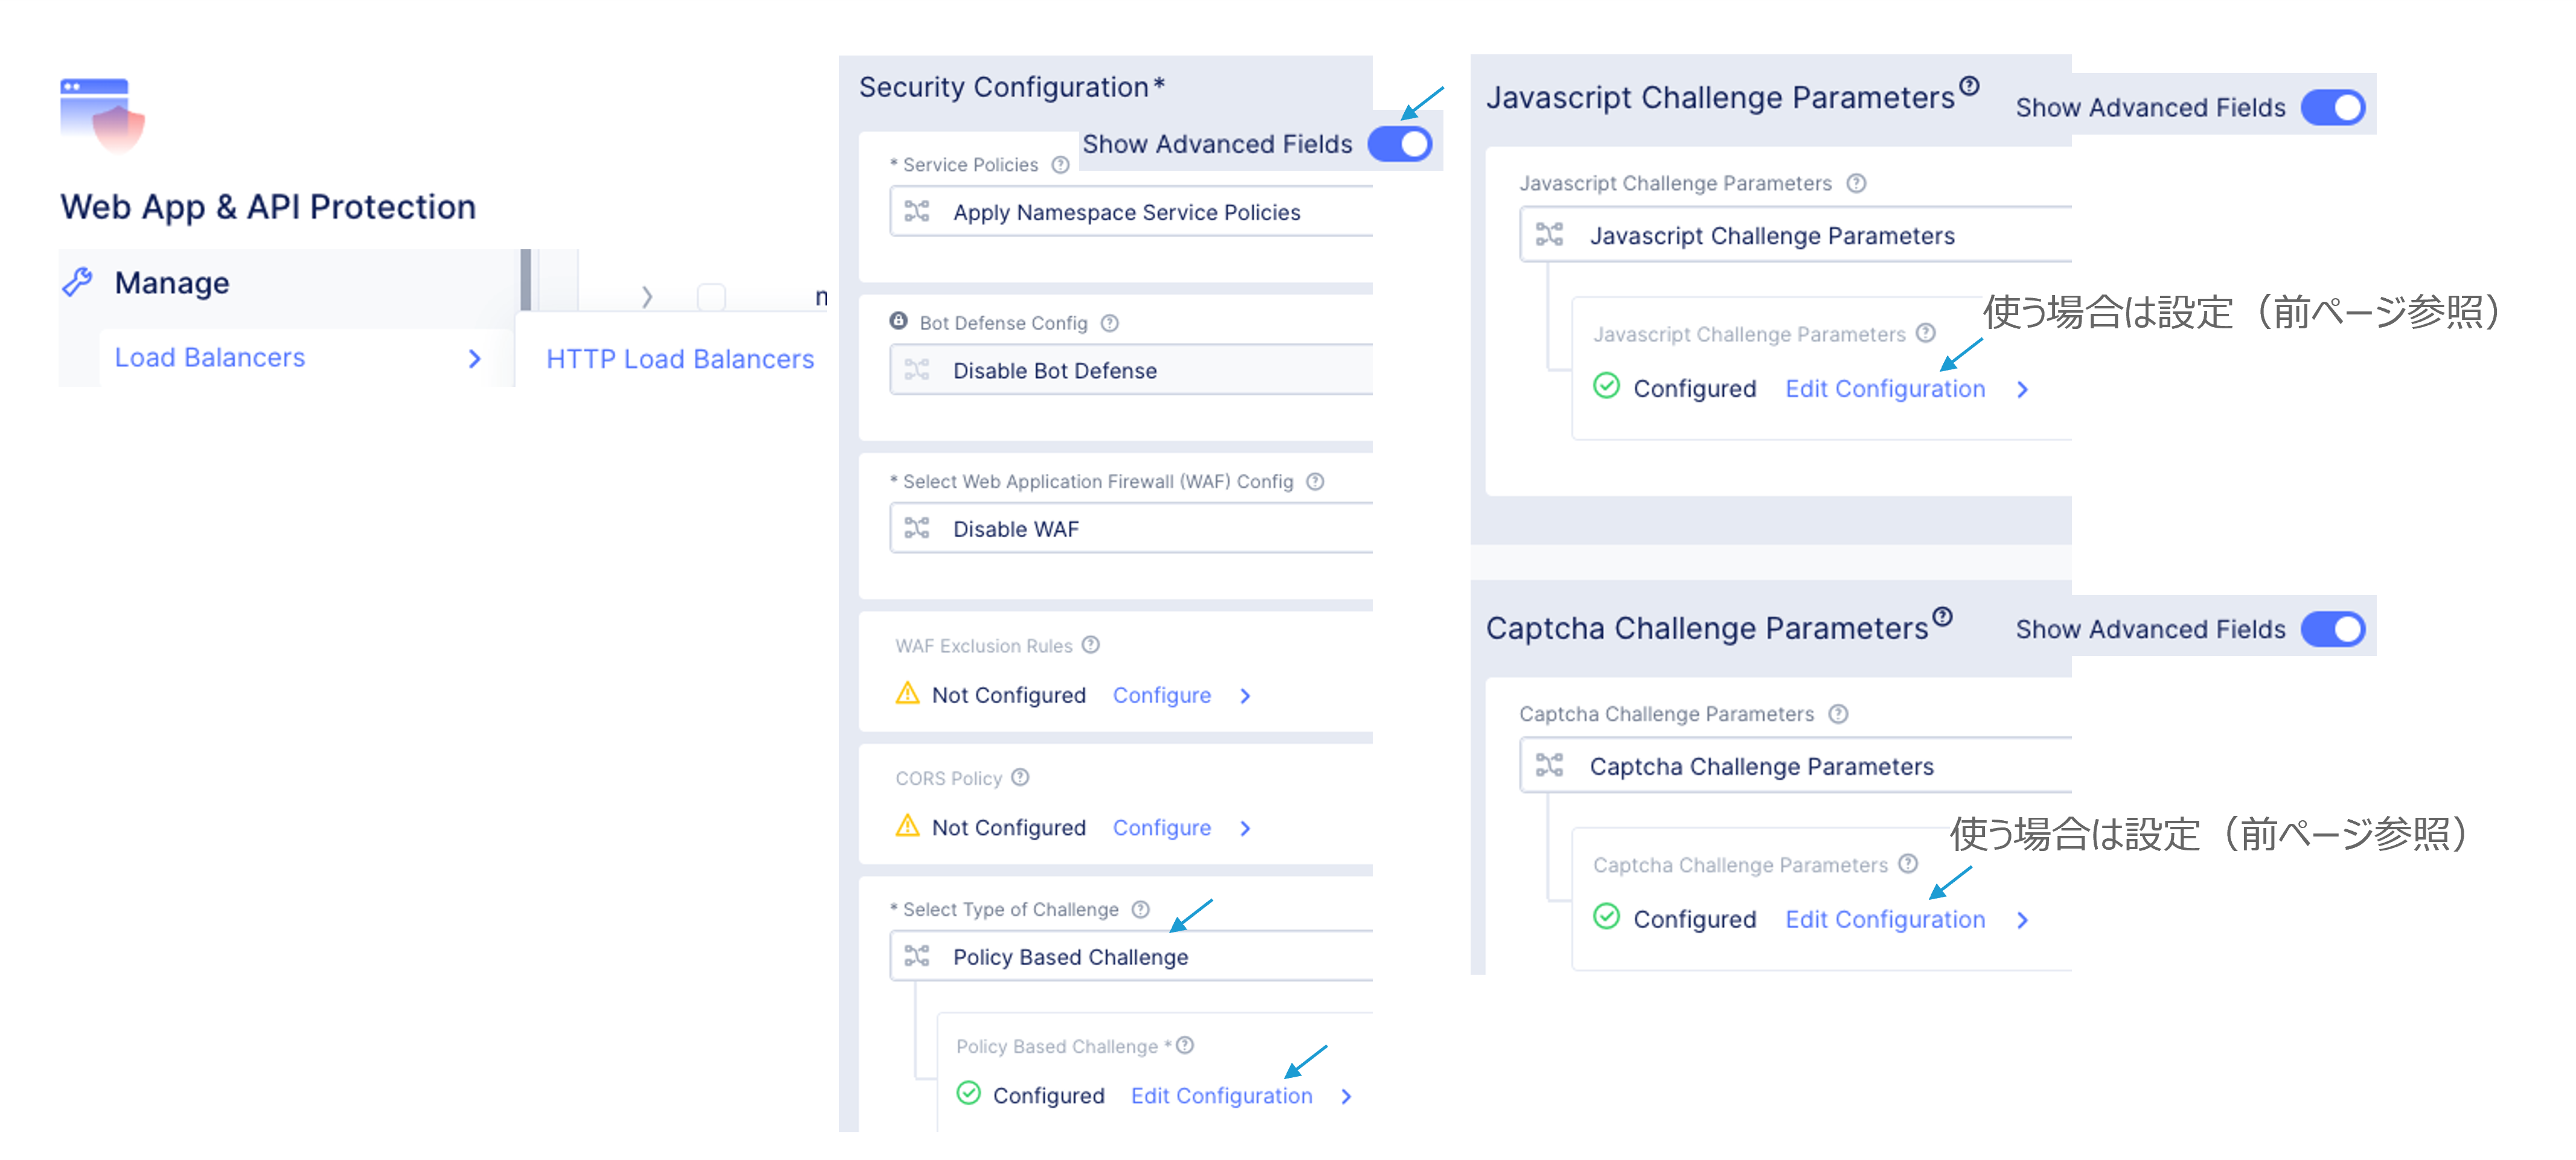 Web App & API Protection
Manage
Load Balancers
HTTP Load Balancers
Security Configuration*
Show Advanced Fields
* Service Policies
Apply Namespace Service Policies
Bot Defense Config
Disable Bot Defense
* Select Web Application Firewall (WAF) Config
Disable WAF
WAF Exclusion Rules
Not Configured Configure
CORS Policy
Not Configured Configure
* Select Type of Challenge
Policy Based Challenge
Policy Based Challenge *
Configured Edit Configuration
Javascript Challenge Parameters
Show Advanced Fields
Javascript Challenge Parameters
Javascript Challenge Parameters
使う場合は設定（前ページ参照）
Javascript Challenge Parameters
Configured Edit Configuration
Captcha Challenge Parameters
Show Advanced Fields
Captcha Challenge Parameters
Captcha Challenge Parameters
使う場合は設定（前ページ参照）
Captcha Challenge Parameters
Configured Edit Configuration